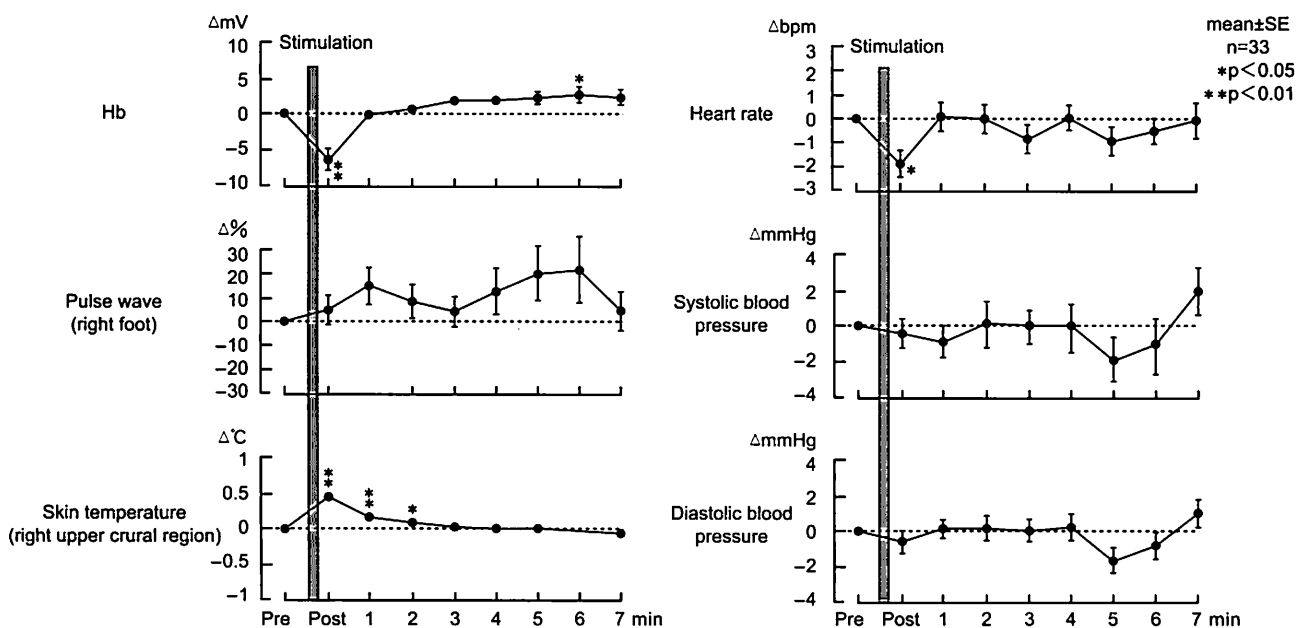 ΔmV
10
5
0
−5
−10
Stimulation
Hb
*
**
Δ%
30
20
10
0
−10
−20
−30
Pulse wave
(right foot)
Δ℃
1
0.5
0
−0.5
−1
Skin temperature
(right upper crural region)
**
**
*
Pre Post 1 2 3 4 5 6 7 min
Δbpm
3
2
1
0
−1
−2
−3
Stimulation
Heart rate
*
mean±SE
n=33
*p<0.05
**p<0.01
ΔmmHg
4
2
0
−2
−4
Systolic blood
pressure
ΔmmHg
4
2
0
−2
−4
Diastolic blood
pressure
Pre Post 1 2 3 4 5 6 7 min